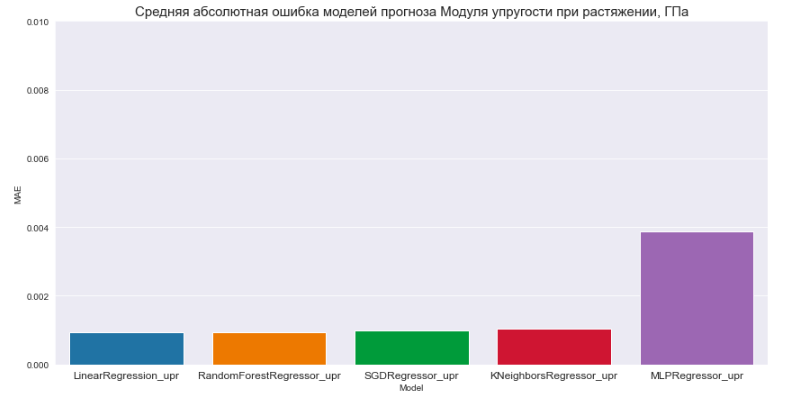 Средняя абсолютная ошибка моделей прогноза Модуля упругости при растяжении, ГПа
0.010
0.008
0.006
0.004
0.002
0.000
MAE
LinearRegression_upr
RandomForestRegressor_upr
SGDRegressor_upr
KNeighborsRegressor_upr
MLPRegressor_upr
Model